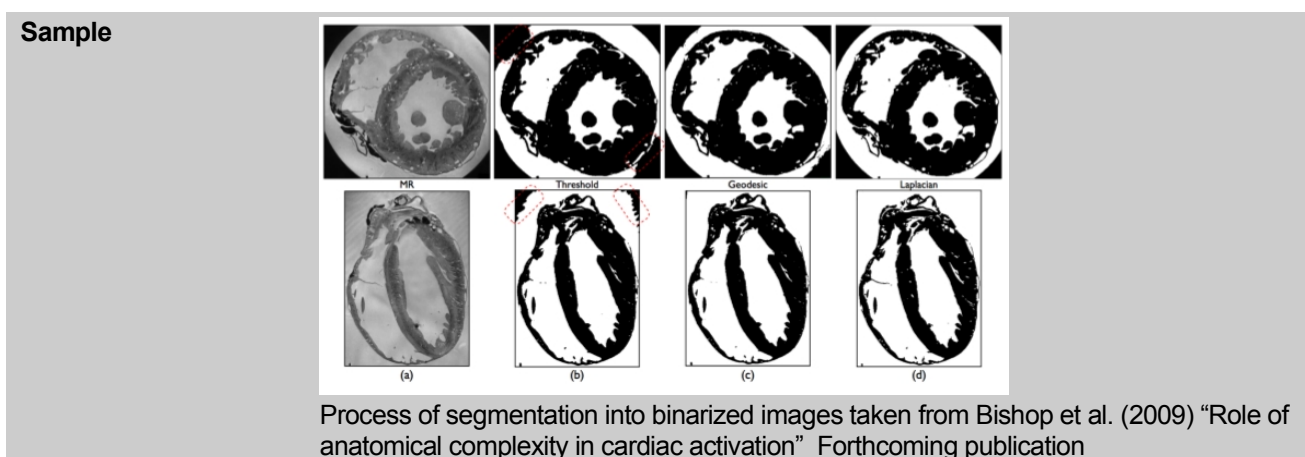 Sample
MR Threshold Geodesic Laplacian
(a) (b) (c) (d)
Process of segmentation into binarized images taken from Bishop et al. (2009) “Role of
anatomical complexity in cardiac activation” Forthcoming publication